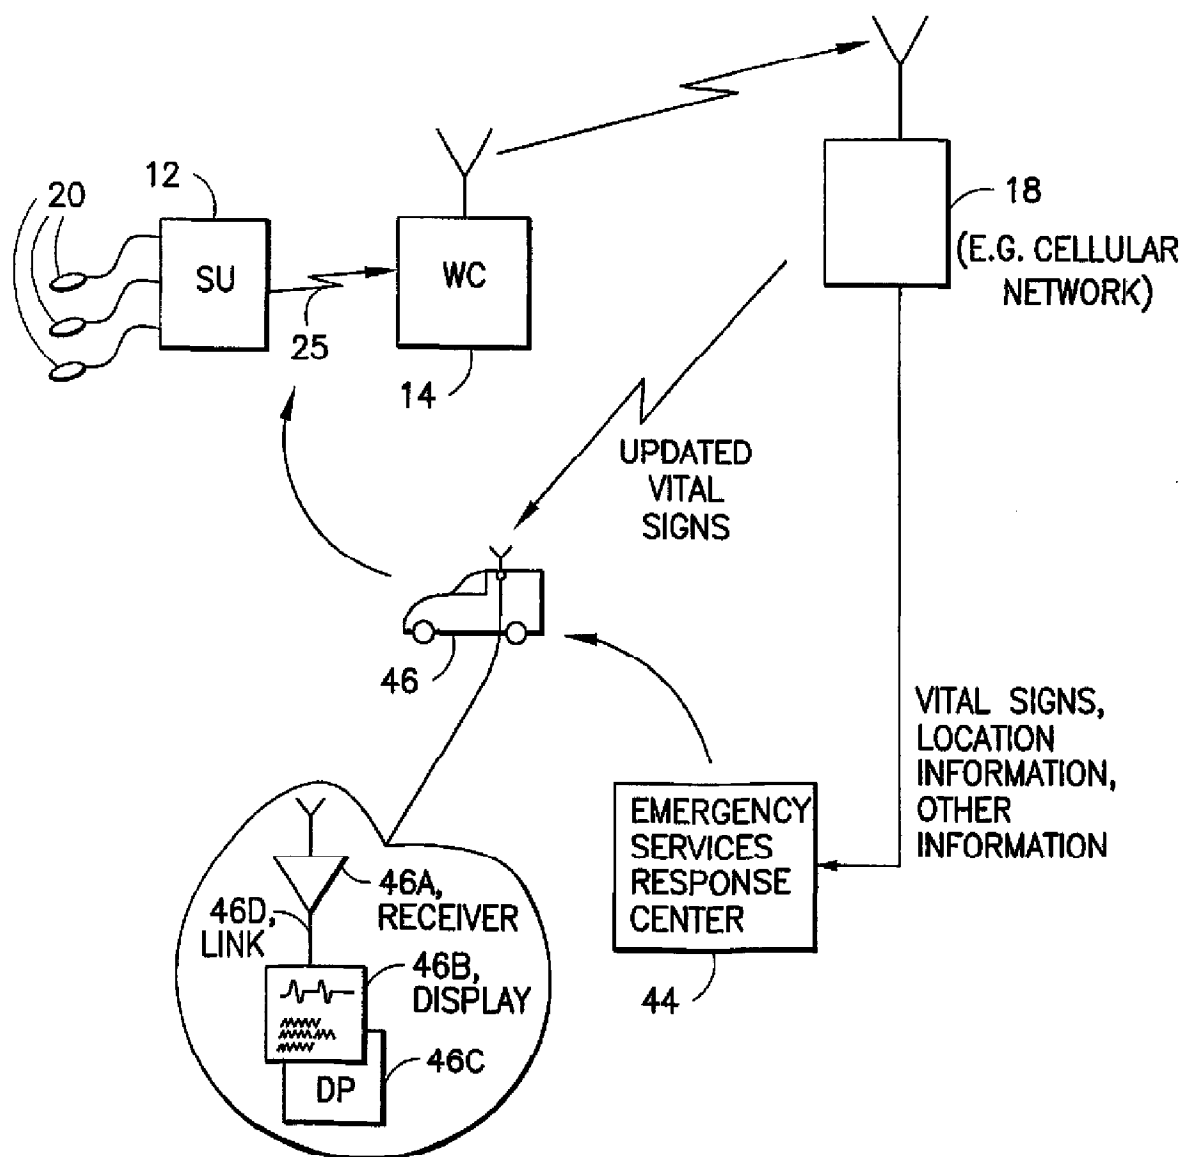 20
12
SU
25
WC
14
18
(E.G. CELLULAR
NETWORK)
UPDATED
VITAL
SIGNS
46
VITAL SIGNS,
LOCATION
INFORMATION,
OTHER
INFORMATION
EMERGENCY
SERVICES
RESPONSE
CENTER
44
46A,
RECEIVER
46D,
LINK
46B,
DISPLAY
46C
DP